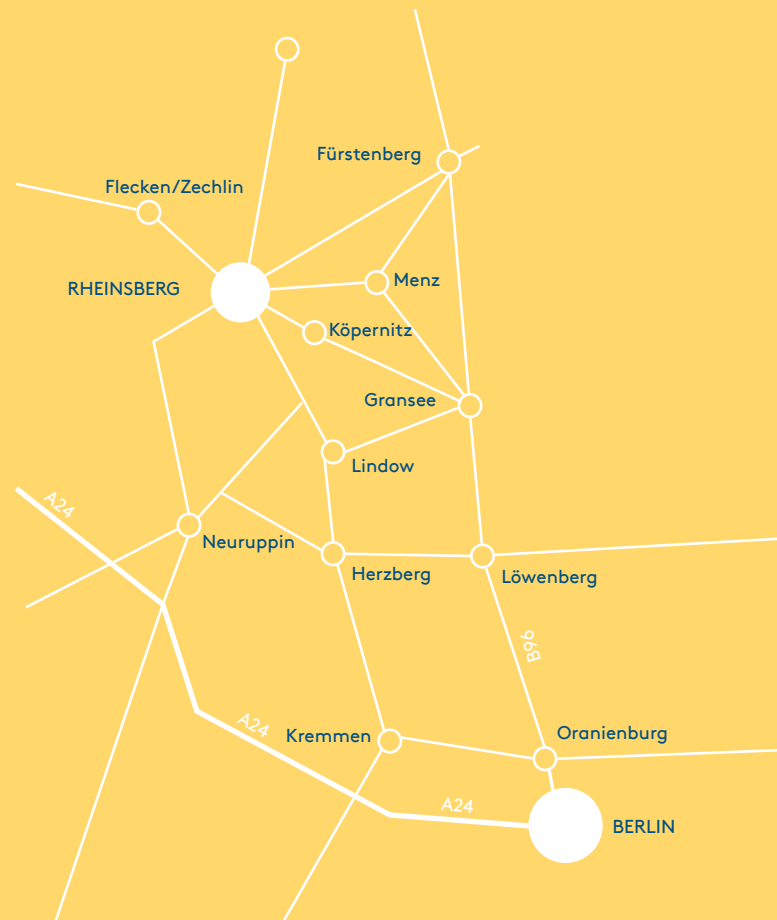 Fürstenberg
Flecken/Zechlin
Menz
RHEINSBERG
Köpernitz
Gransee
Lindow
A24
Neuruppin
Herzberg
Löwenberg
B96
A24
Kremmen
Oranienburg
A24
BERLIN